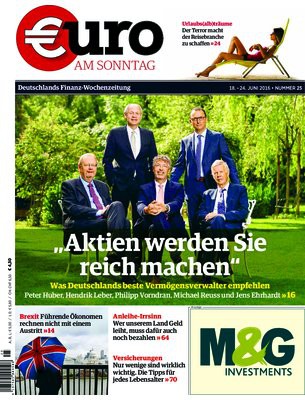 €uro
AM SONNTAG
Urlaubs(alb)träume
Der Terror macht
der Reisebranche
zu schaffen »24
Deutschlands Finanz-Wochenzeitung
18. – 24. JUNI 2016 • NUMMER 25
„Aktien werden Sie
reich machen“
Was Deutschlands beste Vermögensverwalter empfehlen
Peter Huber, Hendrik Leber, Philipp Vorndran, Michael Reuss und Jens Ehrhardt »16
Brexit Führende Ökonomen
rechnen nicht mit einem
Austritt »14
Anleihe-Irrsinn
Wer unserem Land Geld
leiht, muss dafür auch
noch bezahlen »64
Versicherungen
Nur wenige sind wirklich
wichtig. Die Tipps für
jedes Lebensalter »70
M&G
INVESTMENTS
€ 4,20